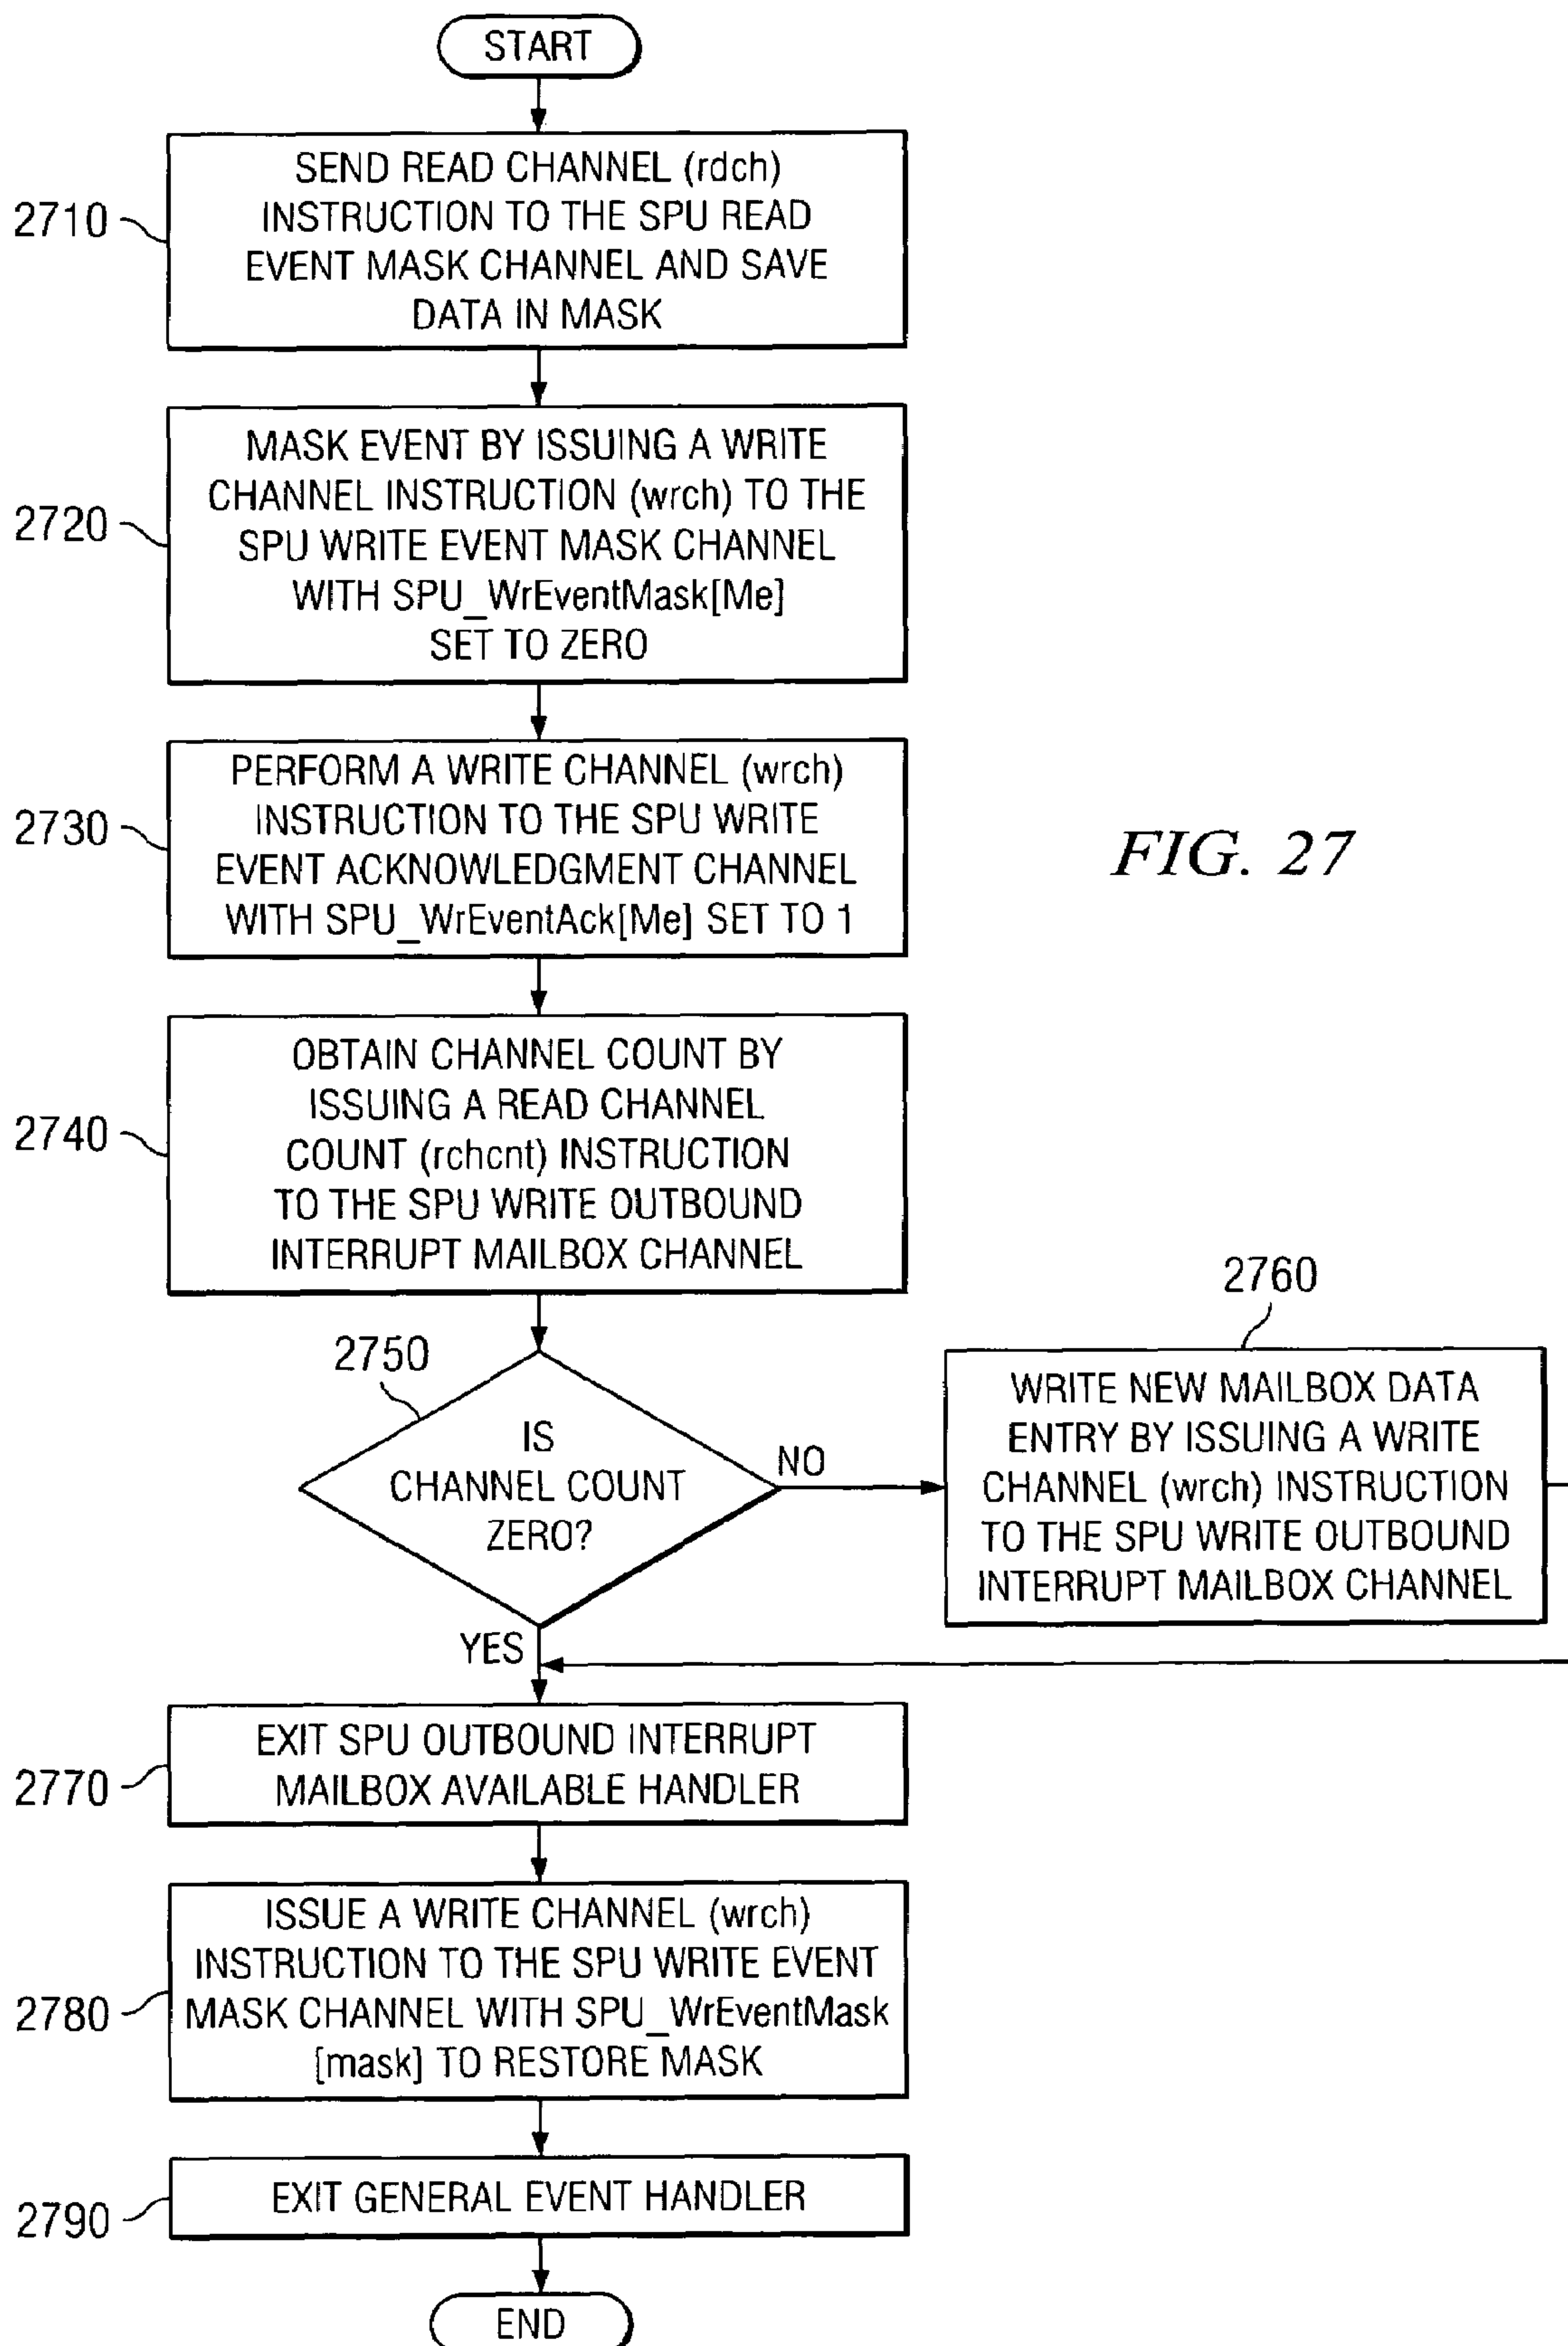 START
2710
SEND READ CHANNEL (rdch)
INSTRUCTION TO THE SPU READ
EVENT MASK CHANNEL AND SAVE
DATA IN MASK
2720
MASK EVENT BY ISSUING A WRITE
CHANNEL INSTRUCTION (wrch) TO THE
SPU WRITE EVENT MASK CHANNEL
WITH SPU_WrEventMask[Me]
SET TO ZERO
2730
PERFORM A WRITE CHANNEL (wrch)
INSTRUCTION TO THE SPU WRITE
EVENT ACKNOWLEDGMENT CHANNEL
WITH SPU_WrEventAck[Me] SET TO 1
FIG. 27
2740
OBTAIN CHANNEL COUNT BY
ISSUING A READ CHANNEL
COUNT (rchcnt) INSTRUCTION
TO THE SPU WRITE OUTBOUND
INTERRUPT MAILBOX CHANNEL
2750
IS
CHANNEL COUNT
ZERO?
NO
2760
WRITE NEW MAILBOX DATA
ENTRY BY ISSUING A WRITE
CHANNEL (wrch) INSTRUCTION
TO THE SPU WRITE OUTBOUND
INTERRUPT MAILBOX CHANNEL
YES
2770
EXIT SPU OUTBOUND INTERRUPT
MAILBOX AVAILABLE HANDLER
2780
ISSUE A WRITE CHANNEL (wrch)
INSTRUCTION TO THE SPU WRITE EVENT
MASK CHANNEL WITH SPU_WrEventMask
[mask] TO RESTORE MASK
2790
EXIT GENERAL EVENT HANDLER
END